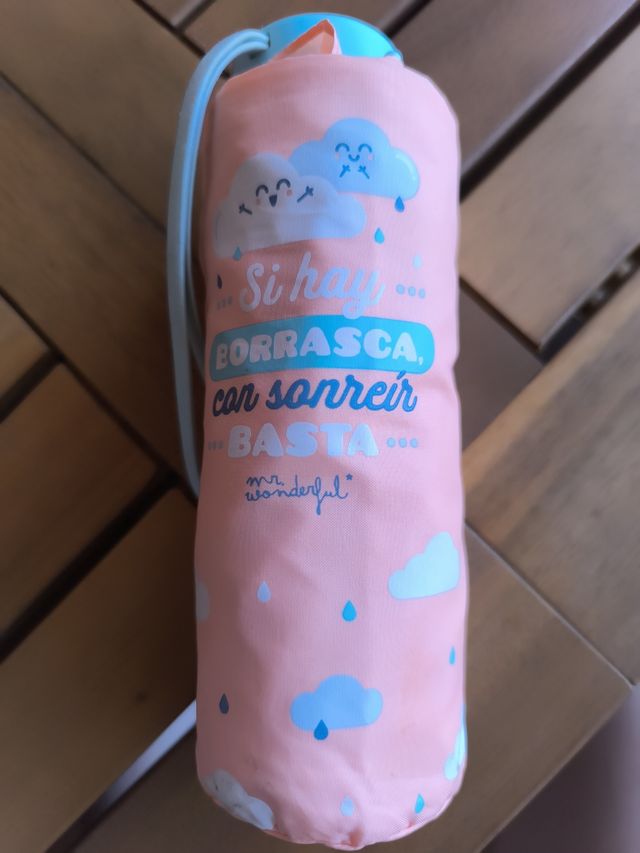 Si hay
BORRASCA,
con sonreír
BASTA
mr.
wonderful*